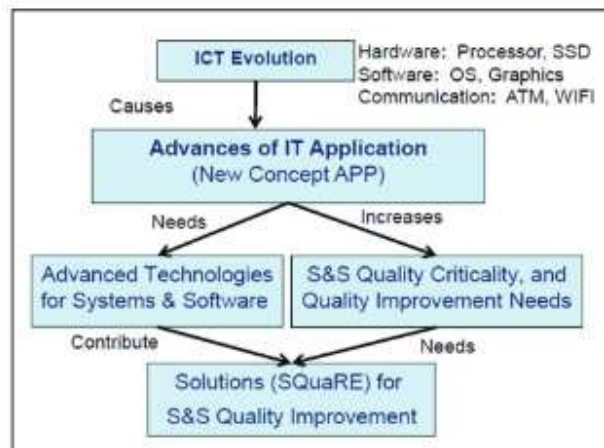 ICT Evolution
Hardware: Processor, SSD
Software: OS, Graphics
Communication: ATM, WIFI
Causes
Advances of IT Application
(New Concept APP)
Needs
Increases
Advanced Technologies
for Systems & Software
S&S Quality Criticality, and
Quality Improvement Needs
Contribute
Needs
Solutions (SQuaRE) for
S&S Quality Improvement